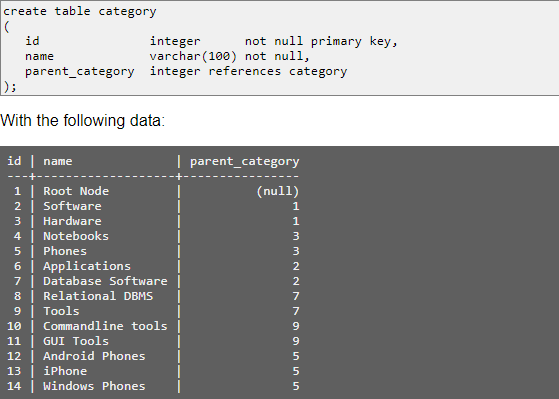 create table category
(
   id               integer      not null primary key,
   name             varchar(100) not null,
   parent_category  integer references category
);
With the following data:
id | name              | parent_category
---+-------------------+----------------
 1 | Root Node         |          (null)
 2 | Software          |               1
 3 | Hardware          |               1
 4 | Notebooks         |               3
 5 | Phones            |               3
 6 | Applications      |               2
 7 | Database Software |               2
 8 | Relational DBMS   |               7
 9 | Tools             |               7
10 | Commandline tools |               9
11 | GUI Tools         |               9
12 | Android Phones    |               5
13 | iPhone            |               5
14 | Windows Phones    |               5